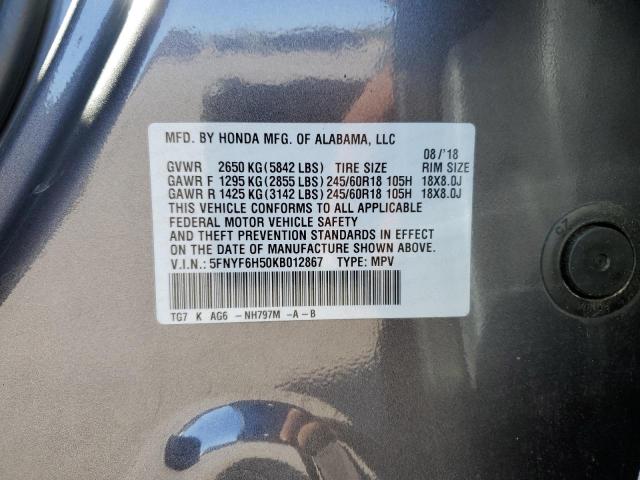 MFD. BY HONDA MFG. OF ALABAMA, LLC
08/'18
GVWR 2650 KG(5842 LBS) TIRE SIZE RIM SIZE
GAWR F 1295 KG(2855 LBS)245/60R18 105H 18X8.0J
GAWR R 1425 KG(3142 LBS)245/60R18 105H 18X8.0J
THIS VEHICLE CONFORMS TO ALL APPLICABLE
FEDERAL MOTOR VEHICLE SAFETY
AND THEFT PREVENTION STANDARDS IN EFFECT
ON THE DATE OF MANUFACTURE SHOWN ABOVE.
V.I.N.: 5FNYF6H50KB012867 TYPE: MPV
TG7 K AG6 -NH797M -A-B